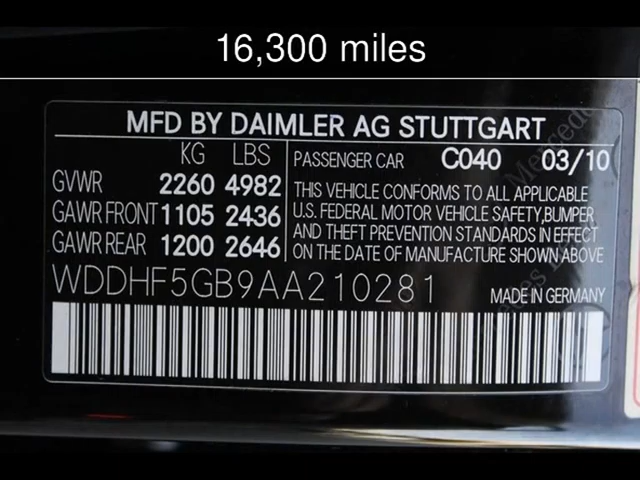 16,300 miles
MFD BY DAIMLER AG STUTTGART
KG LBS
GVWR 2260 4982
GAWR FRONT 1105 2436
GAWR REAR 1200 2646
PASSENGER CAR C040 03/10
THIS VEHICLE CONFORMS TO ALL APPLICABLE
U.S. FEDERAL MOTOR VEHICLE SAFETY,BUMPER
AND THEFT PREVENTION STANDARDS
IN EFFECT ON THE DATE OF MANUFACTURE SHOWN ABOVE
WDDHF5GB9AA210281 MADE IN GERMANY